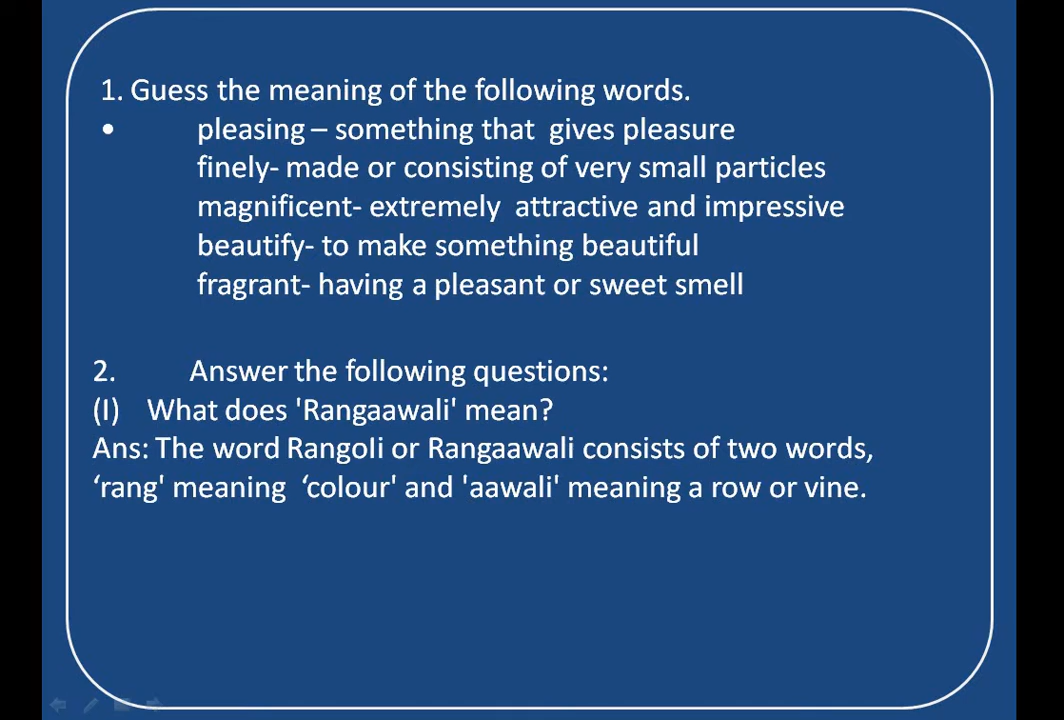 1. Guess the meaning of the following words.
• pleasing – something that gives pleasure
finely- made or consisting of very small particles
magnificent- extremely attractive and impressive
beautify- to make something beautiful
fragrant- having a pleasant or sweet smell
2. Answer the following questions:
(I) What does 'Rangaawali' mean?
Ans: The word RangoIi or Rangaawali consists of two words,
‘rang' meaning ‘colour' and 'aawali' meaning a row or vine.